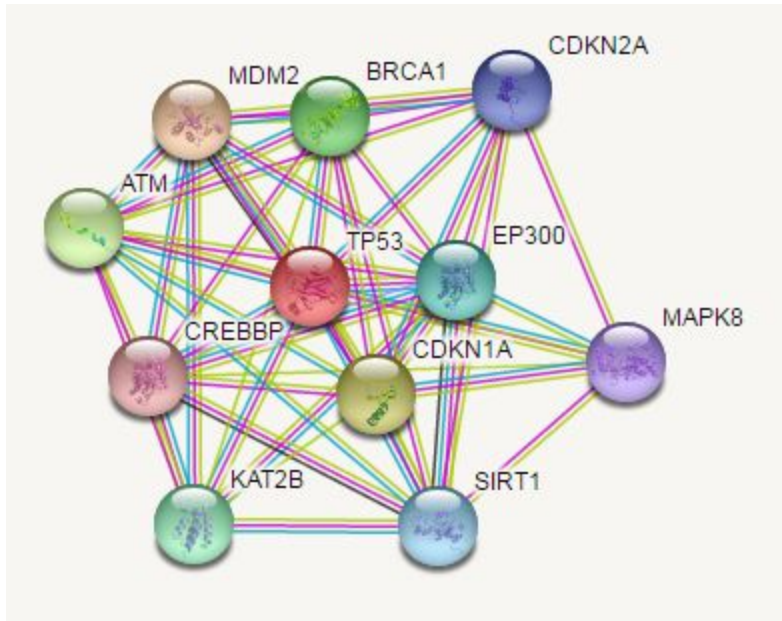 CDKN2A
MDM2
BRCA1
ATM
TP53
EP300
MAPK8
CREBBP
CDKN1A
KAT2B
SIRT1